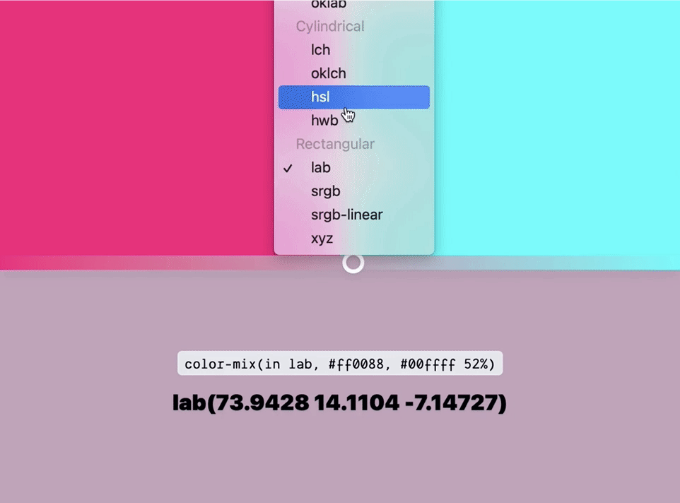 oklab
Cylindrical
lch
oklch
hsl
hwb
Rectangular
✓ lab
srgb
srgb-linear
xyz
color-mix(in lab, #ff0088, #00ffff 52%)
lab(73.9428 14.1104 -7.14727)